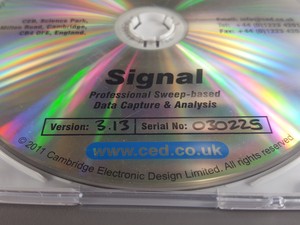 CED, Science Park,
Milton Road, Cambridge,
CB4 0FE, England.
Signal
Professional Sweep-based
Data Capture & Analysis
Version: 3.13 Serial No: 030225
www.ced.co.uk
© 2011 Cambridge Electronic Design Limited. All rights reserved